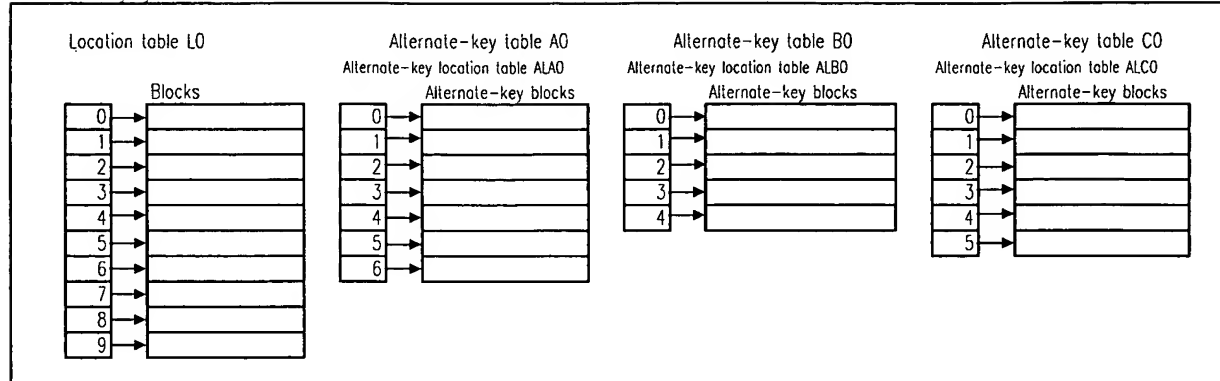 Location table L0
Blocks
0
1
2
3
4
5
6
7
8
9
Alternate-key table A0
Alternate-key location table ALA0
Alternate-key blocks
0
1
2
3
4
5
6
Alternate-key table B0
Alternate-key location table ALB0
Alternate-key blocks
0
1
2
3
4
Alternate-key table C0
Alternate-key location table ALC0
Alternate-key blocks
0
1
2
3
4
5